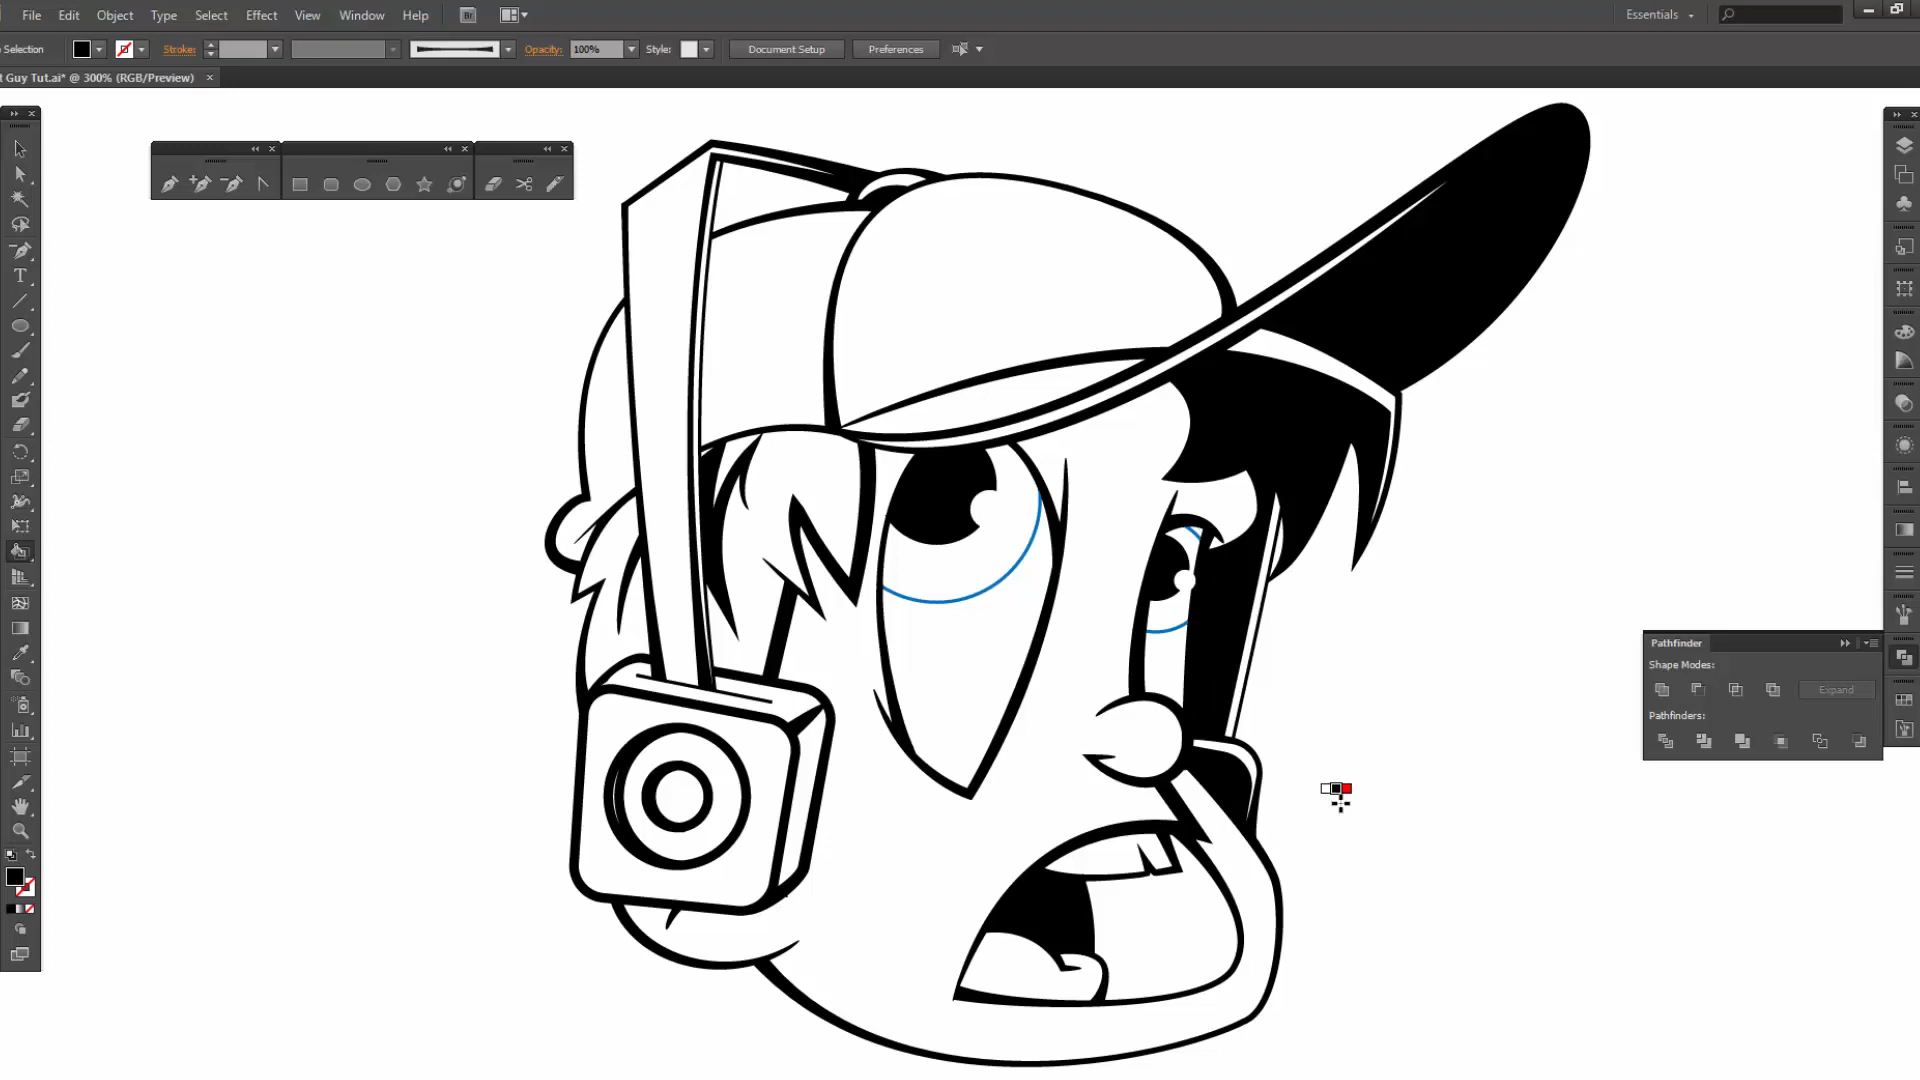 File Edit Object Type Select Effect View Window Help Br Essentials
Selection Stroke: Opacity: 100% Style: Document Setup Preferences
t Guy Tut.ai* @ 300% (RGB/Preview)
Pathfinder
Shape Modes:
Expand
Pathfinders: